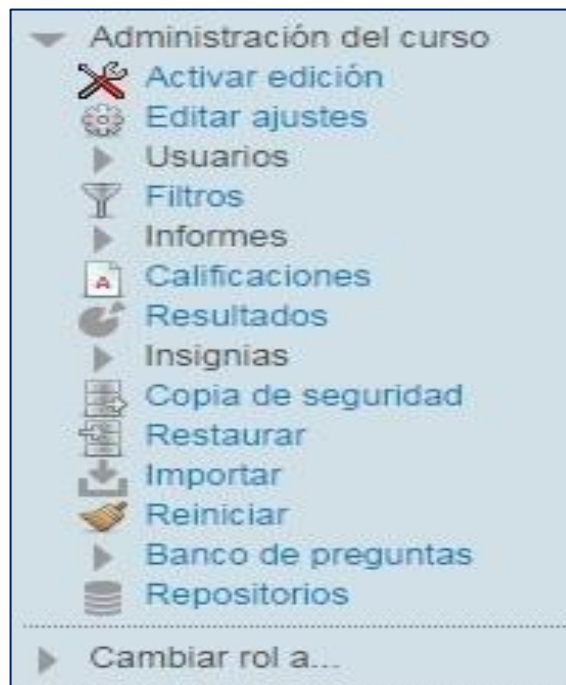 Administración del curso
Activar edición
Editar ajustes
Usuarios
Filtros
Informes
Calificaciones
Resultados
Insignias
Copia de seguridad
Restaurar
Importar
Reiniciar
Banco de preguntas
Repositorios
Cambiar rol a...